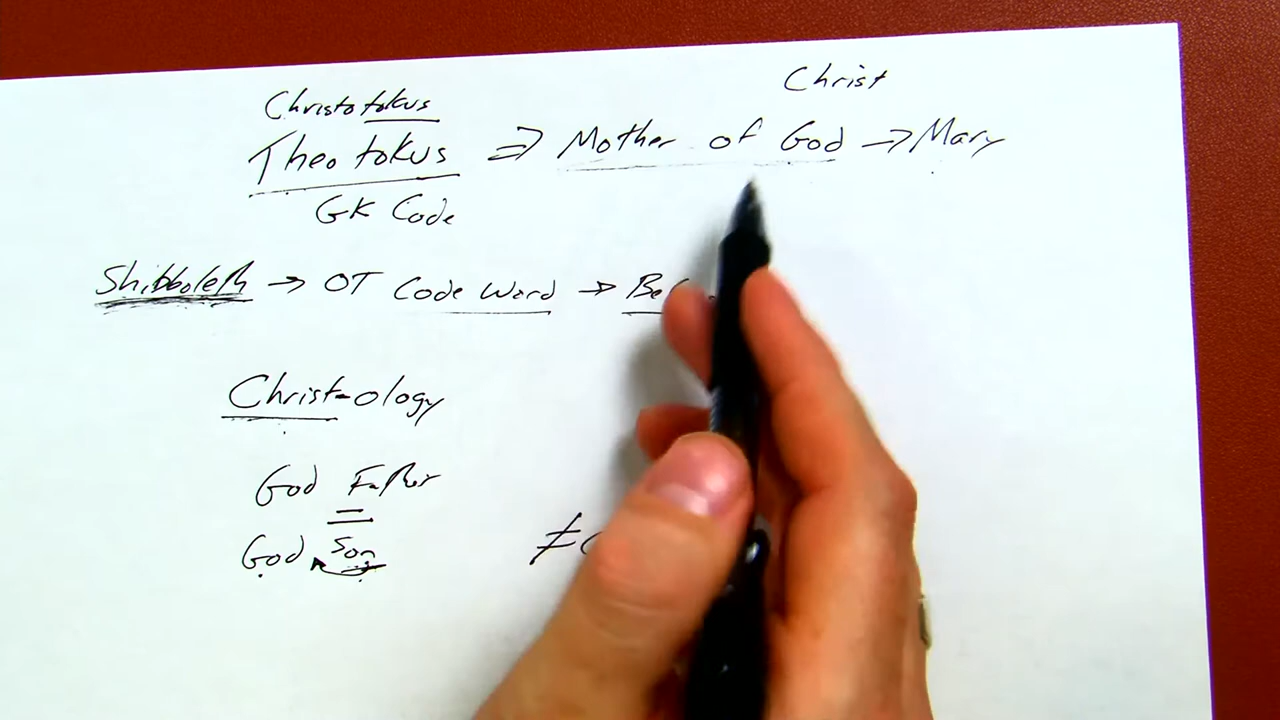 Christ
Christotokus
Theotokus ⇒ Mother of God → Mary
GK Code
Shibboleth → OT Code Word →
Christ-ology
God Father
=
God Son
≠